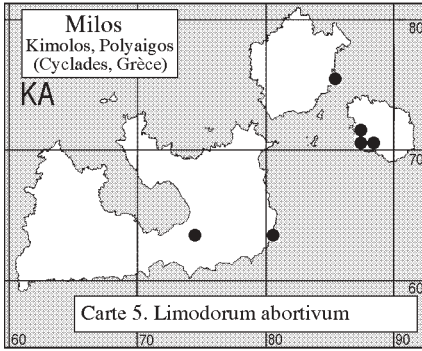 Milos
Kimolos, Polyaigos
(Cyclades, Grèce)
KA
80
70
60
Carte 5. Limodorum abortivum
60 70 80 90